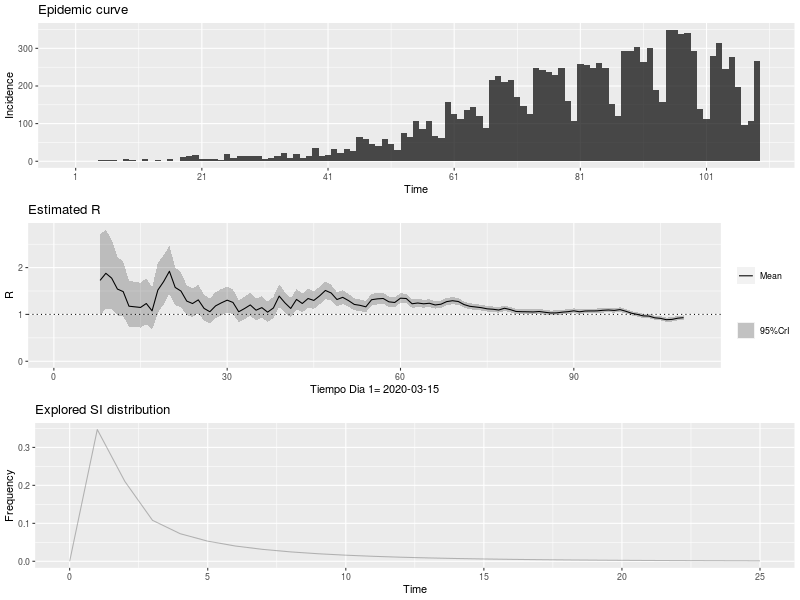 Epidemic curve
300
200
100
0
Incidence
1 21 41 61 81 101
Time
Estimated R
2
1
0
R
0 30 60 90
Tiempo Dia 1= 2020-03-15
Mean
95%CrI
Explored SI distribution
0.3
0.2
0.1
0.0
Frequency
0 5 10 15 20 25
Time